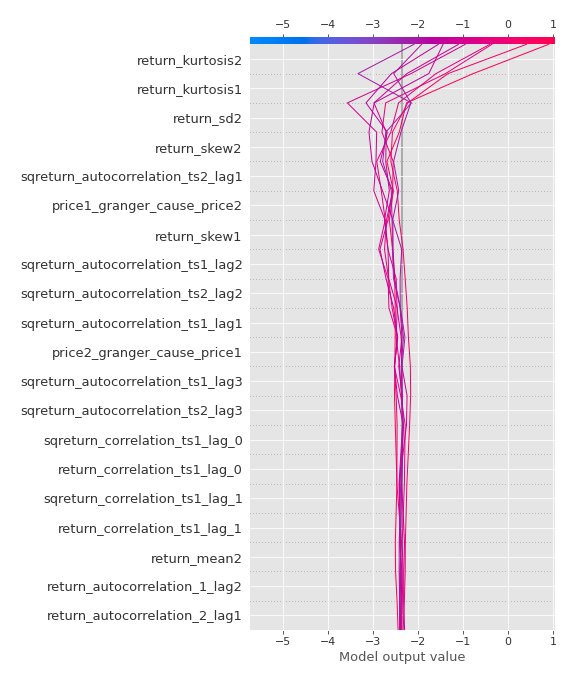 −5 −4 −3 −2 −1 0 1
return_kurtosis2
return_kurtosis1
return_sd2
return_skew2
sqreturn_autocorrelation_ts2_lag1
price1_granger_cause_price2
return_skew1
sqreturn_autocorrelation_ts1_lag2
sqreturn_autocorrelation_ts2_lag2
sqreturn_autocorrelation_ts1_lag1
price2_granger_cause_price1
sqreturn_autocorrelation_ts1_lag3
sqreturn_autocorrelation_ts2_lag3
sqreturn_correlation_ts1_lag_0
return_correlation_ts1_lag_0
sqreturn_correlation_ts1_lag_1
return_correlation_ts1_lag_1
return_mean2
return_autocorrelation_1_lag2
return_autocorrelation_2_lag1
−5 −4 −3 −2 −1 0 1
Model output value